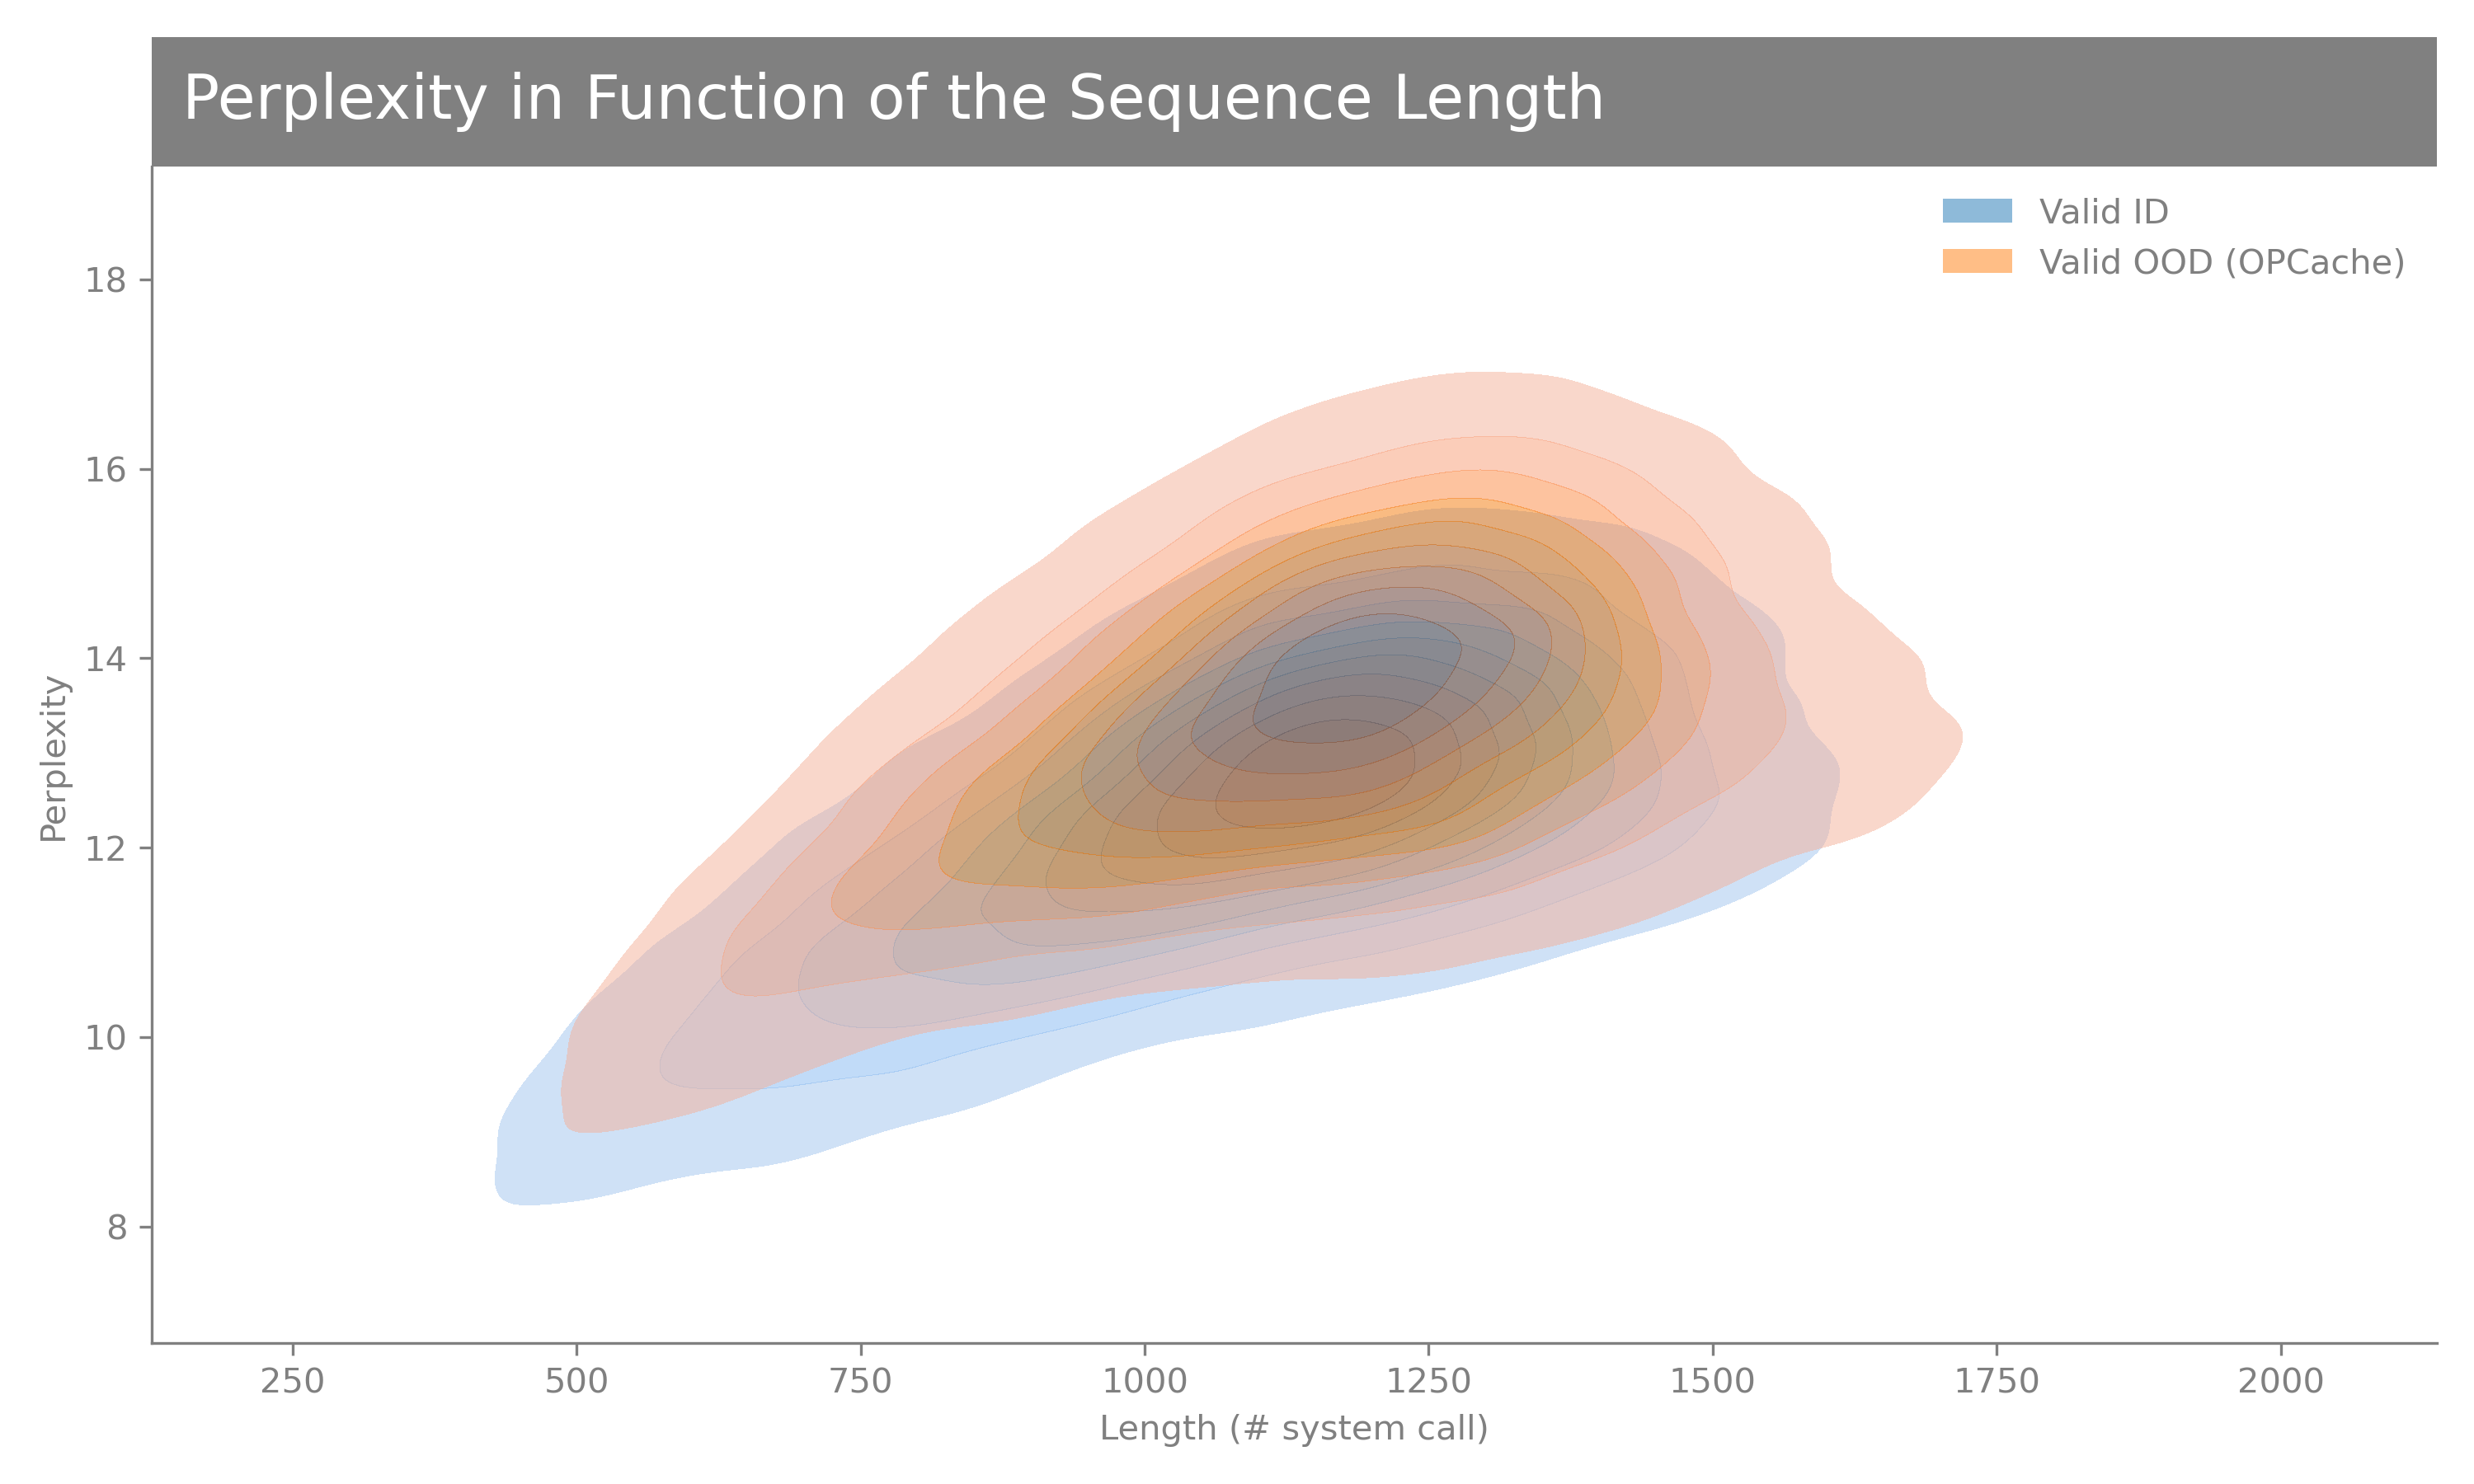 Perplexity in Function of the Sequence Length
Valid ID
Valid OOD (OPCache)
18
16
14
12
10
8
Perplexity
250
500
750
1000
1250
1500
1750
2000
Length (# system call)